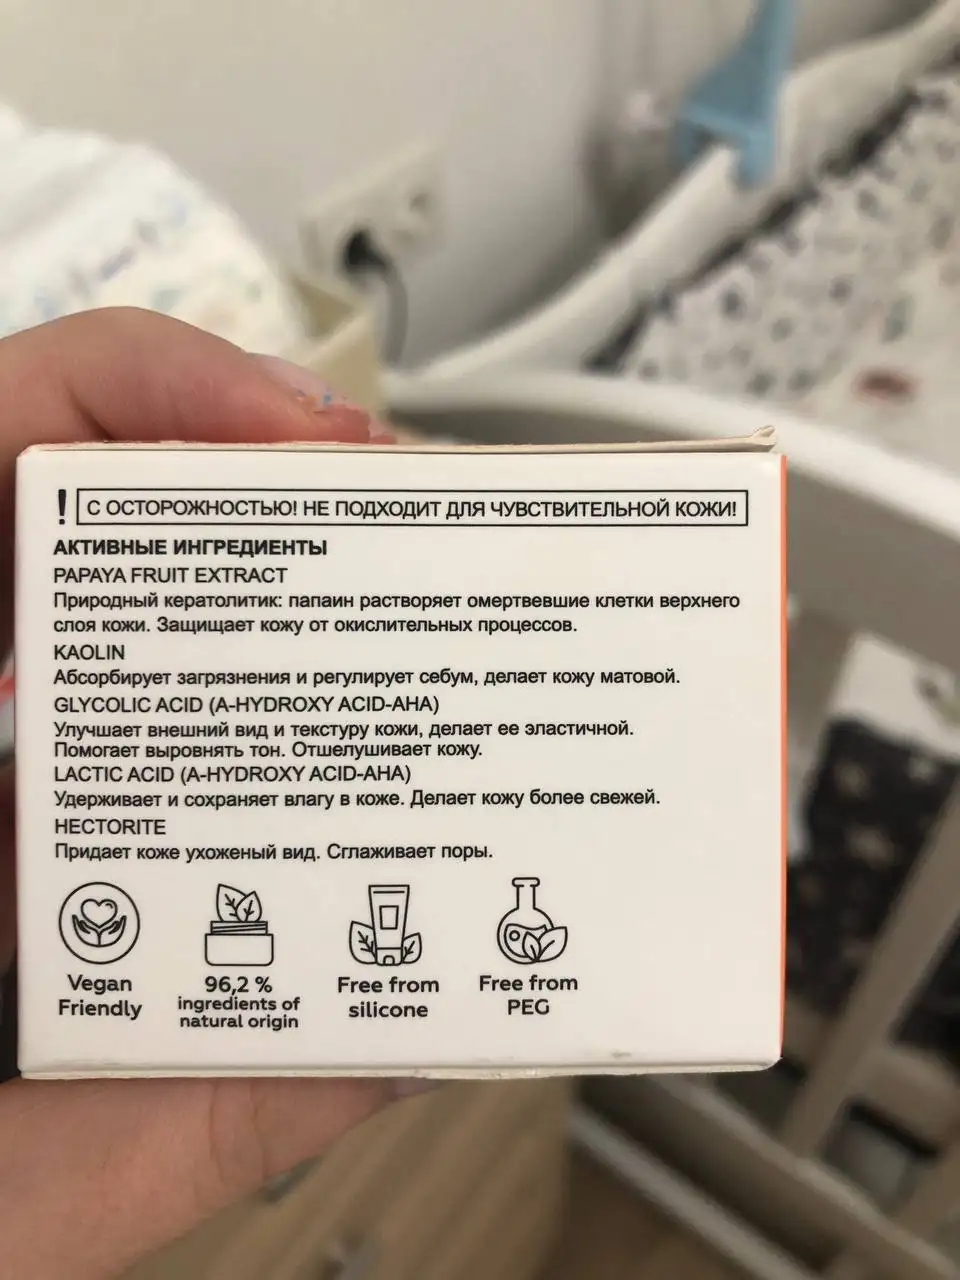 ! С ОСТОРОЖНОСТЬЮ! НЕ ПОДХОДИТ ДЛЯ ЧУВСТВИТЕЛЬНОЙ КОЖИ!
АКТИВНЫЕ ИНГРЕДИЕНТЫ
PAPAYA FRUIT EXTRACT
Природный кератолитик: папаин растворяет омертвевшие клетки верхнего
слоя кожи. Защищает кожу от окислительных процессов.
KAOLIN
Абсорбирует загрязнения и регулирует себум, делает кожу матовой.
GLYCOLIC ACID (A-HYDROXY ACID-AHA)
Улучшает внешний вид и текстуру кожи, делает ее эластичной.
Помогает выровнять тон. Отшелушивает кожу.
LACTIC ACID (A-HYDROXY ACID-AHA)
Удерживает и сохраняет влагу в коже. Делает кожу более свежей.
HECTORITE
Придает коже ухоженый вид. Сглаживает поры.
Vegan
Friendly
96,2 %
ingredients of
natural origin
Free from
silicone
Free from
PEG